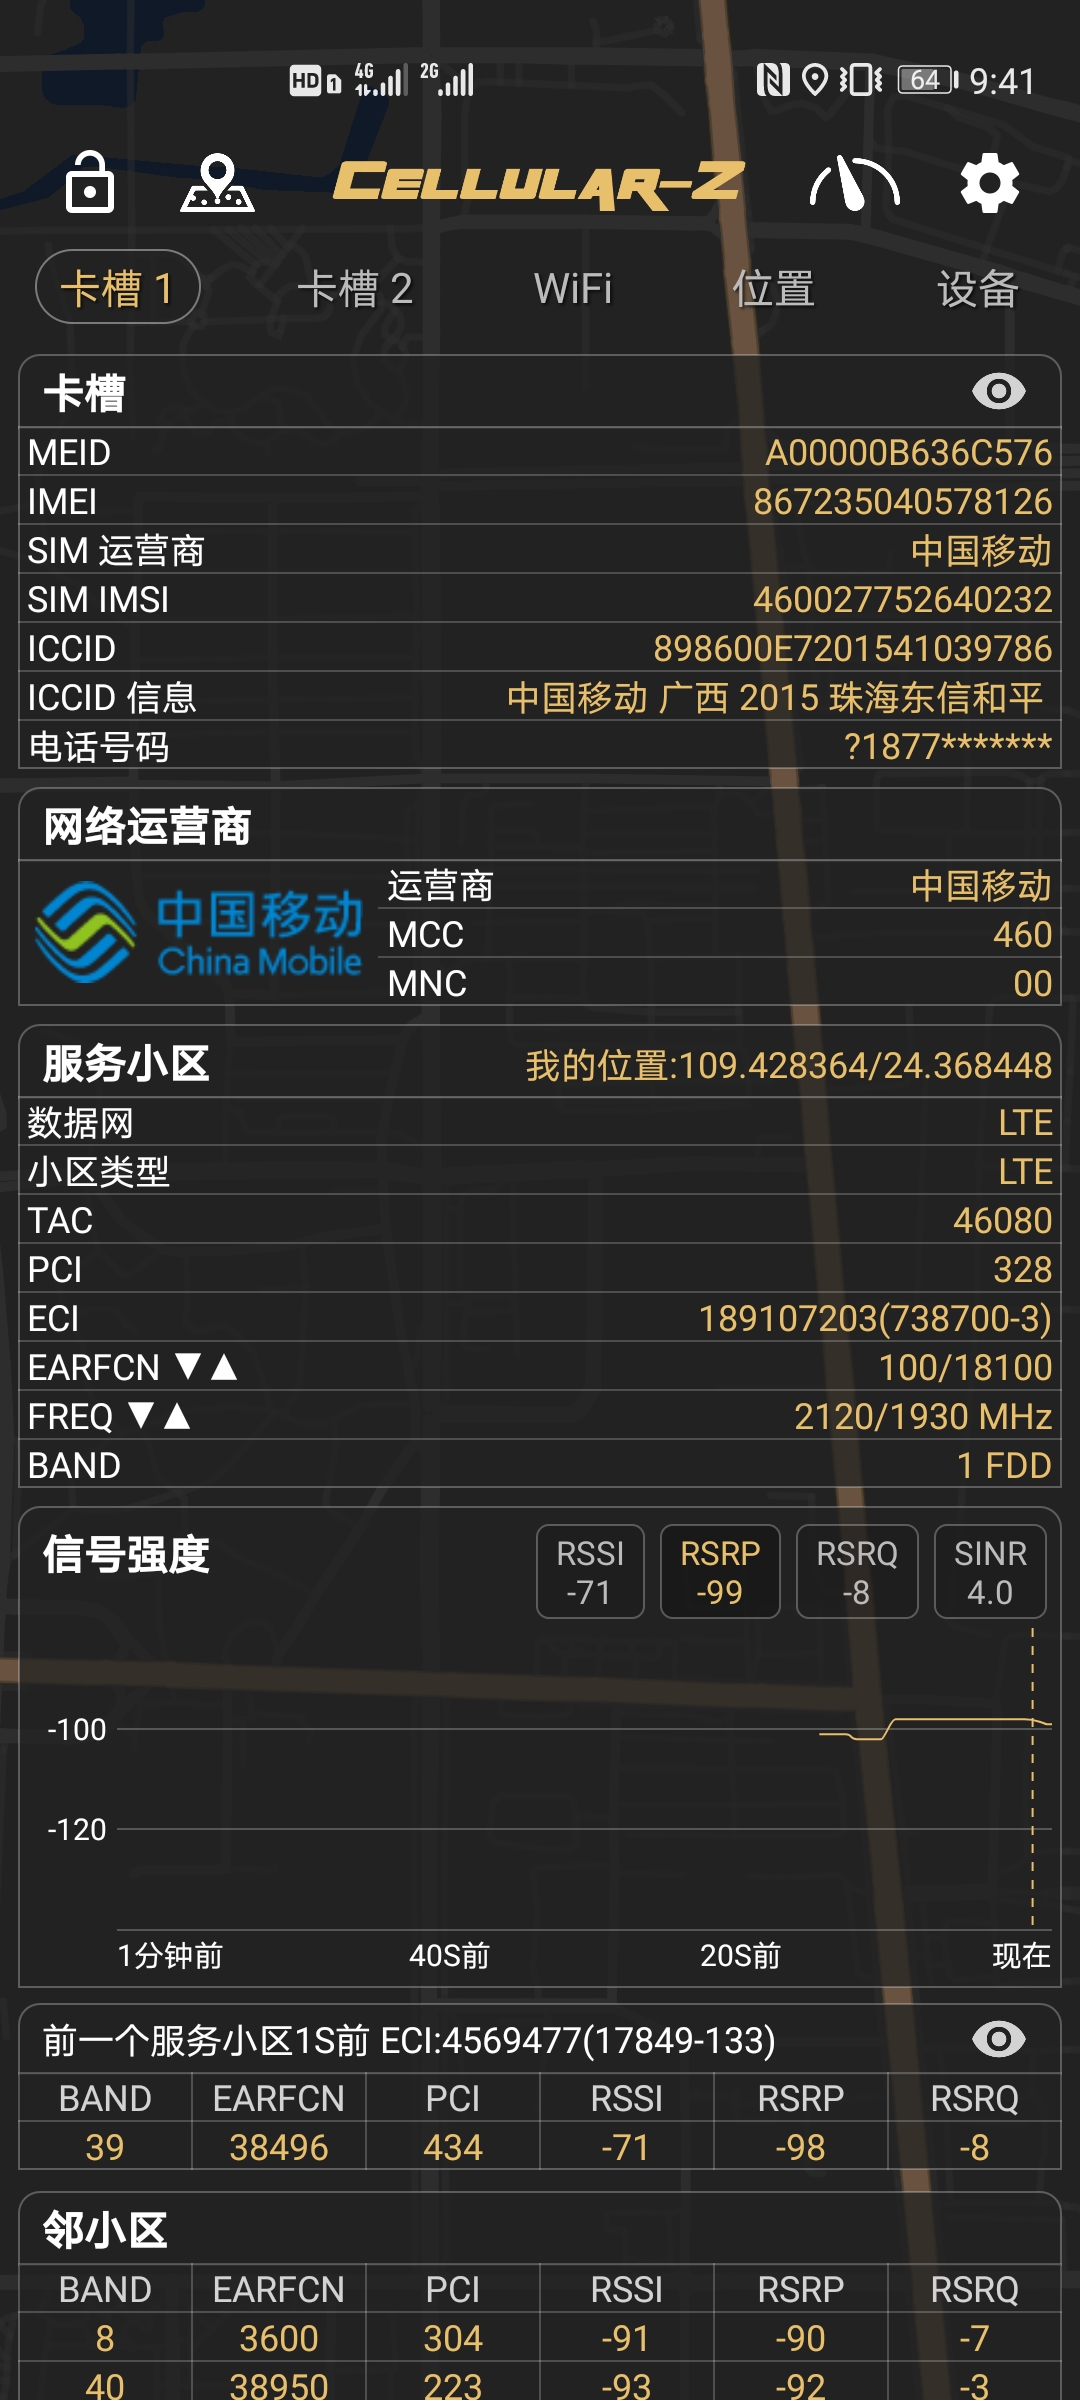 HD 1 4G 2G 64 9:41
CELLULAR-Z
卡槽 1 卡槽 2 WiFi 位置 设备
卡槽
MEID A00000B636C576
IMEI 867235040578126
SIM 运营商 中国移动
SIM IMSI 460027752640232
ICCID 898600E7201541039786
ICCID 信息 中国移动 广西 2015 珠海东信和平
电话号码 ?1877*******
网络运营商
中国移动
China Mobile
运营商 中国移动
MCC 460
MNC 00
服务小区 我的位置:109.428364/24.368448
数据网 LTE
小区类型 LTE
TAC 46080
PCI 328
ECI 189107203(738700-3)
EARFCN ▼▲ 100/18100
FREQ ▼▲ 2120/1930 MHz
BAND 1 FDD
信号强度
RSSI RSRP RSRQ SINR
-71 -99 -8 4.0
-100
-120
1分钟前 40S前 20S前 现在
前一个服务小区1S前 ECI:4569477(17849-133)
BAND EARFCN PCI RSSI RSRP RSRQ
39 38496 434 -71 -98 -8
邻小区
BAND EARFCN PCI RSSI RSRP RSRQ
8 3600 304 -91 -90 -7
40 38950 223 -93 -92 -3